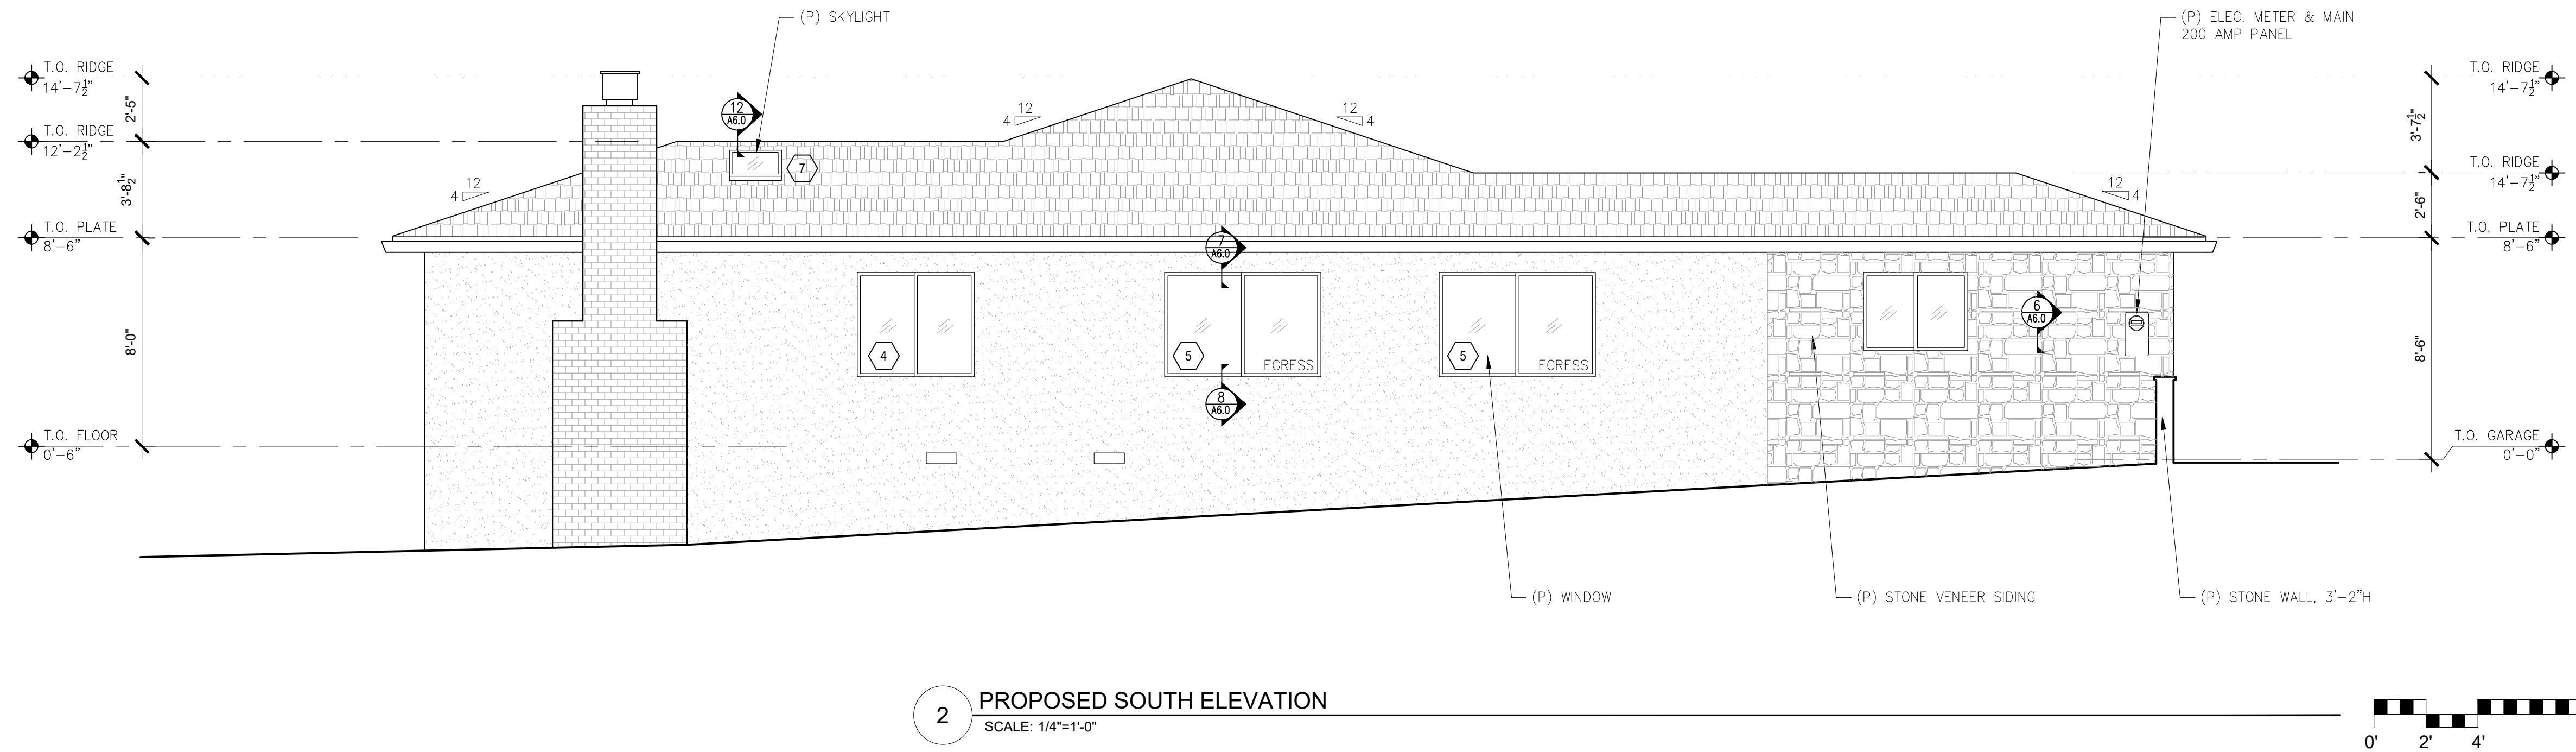 (P) SKYLIGHT
(P) ELEC. METER & MAIN
200 AMP PANEL
T.O. RIDGE
14'-7½"
2'-5"
T.O. RIDGE
12'-2½"
3'-8½"
T.O. PLATE
8'-6"
8'-0"
T.O. FLOOR
0'-6"
12
A6.0
7
12
4
12
4
12
4
12
4
7
A6.0
4
5
EGRESS
8
A6.0
5
EGRESS
6
A6.0
T.O. RIDGE
14'-7½"
3'-7½"
T.O. RIDGE
14'-7½"
2'-6"
T.O. PLATE
8'-6"
8'-6"
T.O. GARAGE
0'-0"
(P) WINDOW
(P) STONE VENEER SIDING
(P) STONE WALL, 3'-2"H
2
PROPOSED SOUTH ELEVATION
SCALE: 1/4"=1'-0"
0' 2' 4'